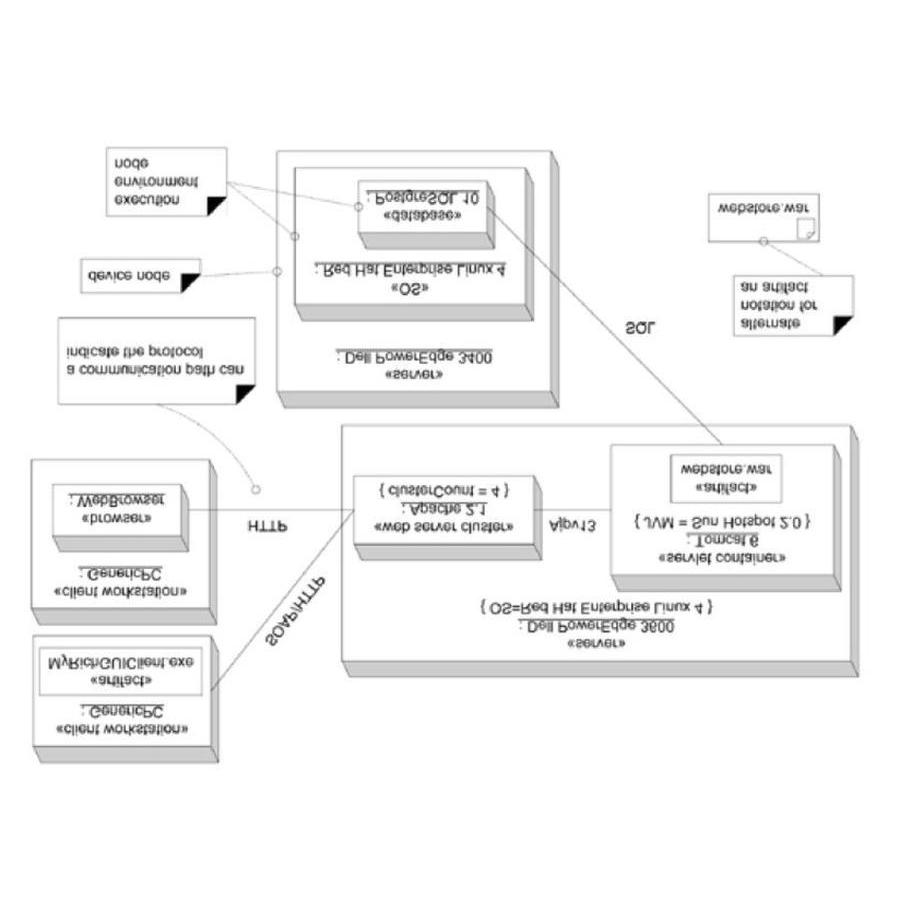 «client workstation»
: GenericPC
«artifact»
MyRichGUIClient.exe
«client workstation»
: GenericPC
«browser»
: WebBrowser
SOAP/HTTP
HTTP
«server»
: Dell PowerEdge 3600
{ OS=Red Hat Enterprise Linux 4 }
«web server cluster»
: Apache 2.1
{ clusterCount = 4 }
Ajpv13
«servlet container»
: Tomcat 6
{ JVM = Sun Hotspot 2.0 }
«artifact»
webstore.war
a communication path can
indicate the protocol
«server»
: Dell PowerEdge 3400
«OS»
: Red Hat Enterprise Linux 4
«database»
: PostgreSQL 10
SQL
device node
execution
environment
node
alternate
notation for
an artifact
webstore.war